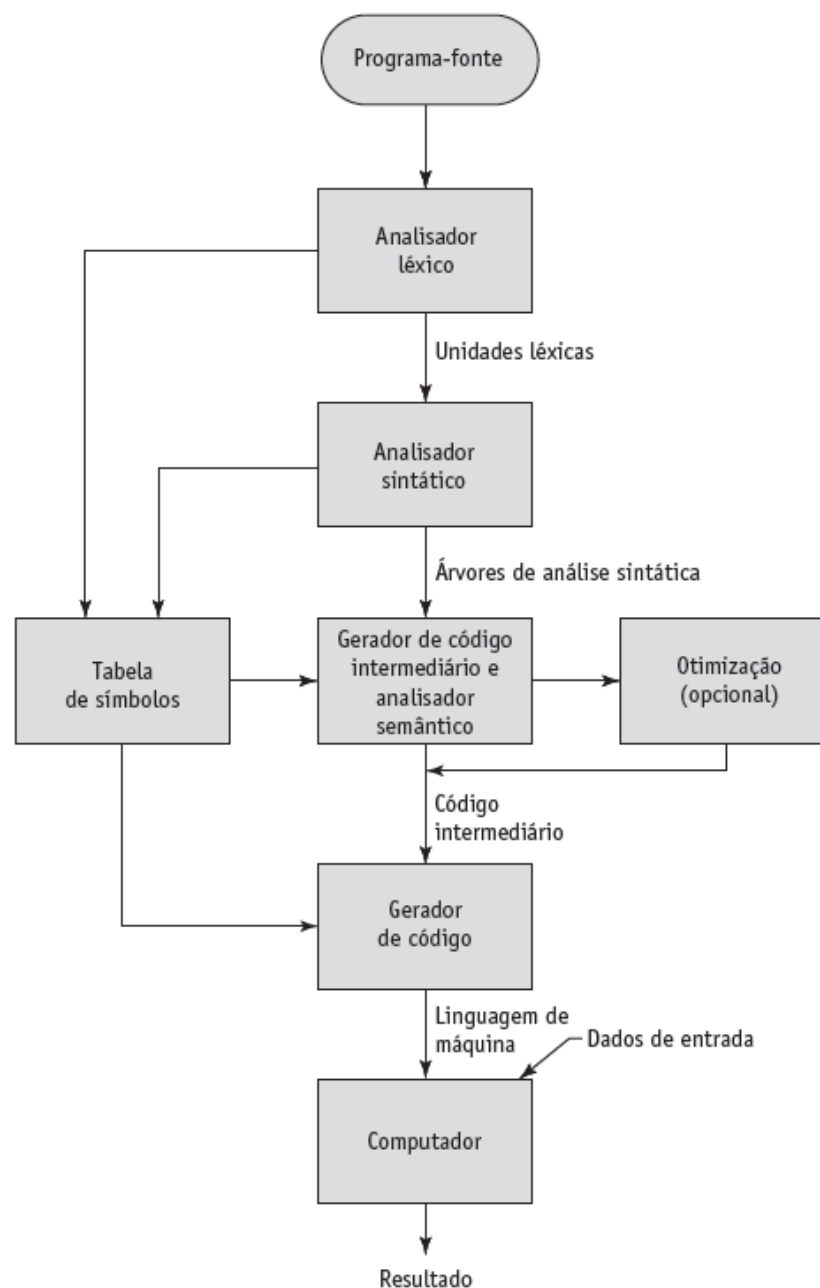 Programa-fonte
Analisador
léxico
Unidades léxicas
Analisador
sintático
Árvores de análise sintática
Tabela
de símbolos
Gerador de código
intermediário e
analisador
semântico
Otimização
(opcional)
Código
intermediário
Gerador
de código
Linguagem de
máquina
Dados de entrada
Computador
Resultado